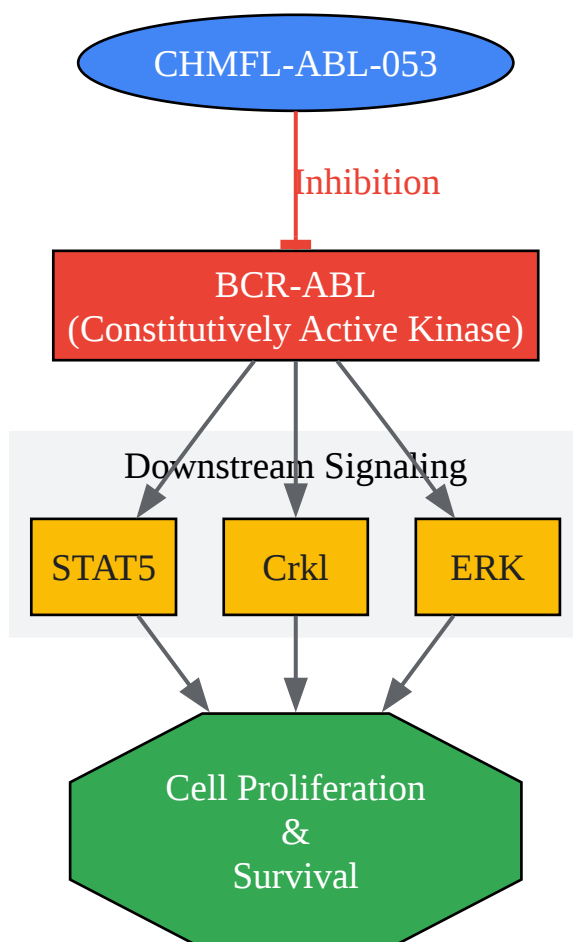 CHMFL-ABL-053
Inhibition
BCR-ABL
(Constitutively Active Kinase)
Downstream Signaling
STAT5
Crkl
ERK
Cell Proliferation
&
Survival